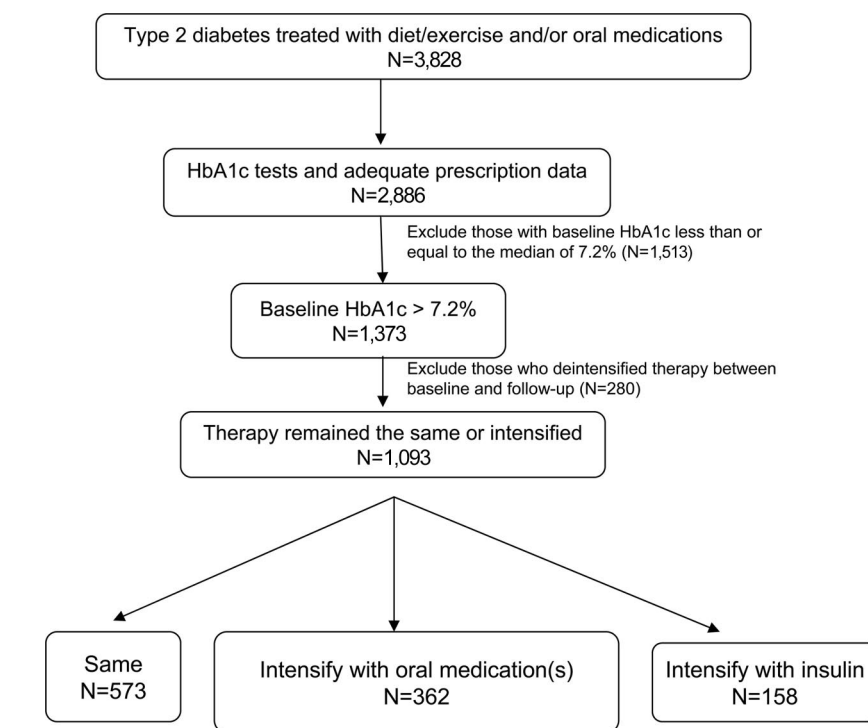 Type 2 diabetes treated with diet/exercise and/or oral medications
N=3,828
HbA1c tests and adequate prescription data
N=2,886
Exclude those with baseline HbA1c less than or
equal to the median of 7.2% (N=1,513)
Baseline HbA1c > 7.2%
N=1,373
Exclude those who deintensified therapy between
baseline and follow-up (N=280)
Therapy remained the same or intensified
N=1,093
Same
N=573
Intensify with oral medication(s)
N=362
Intensify with insulin
N=158